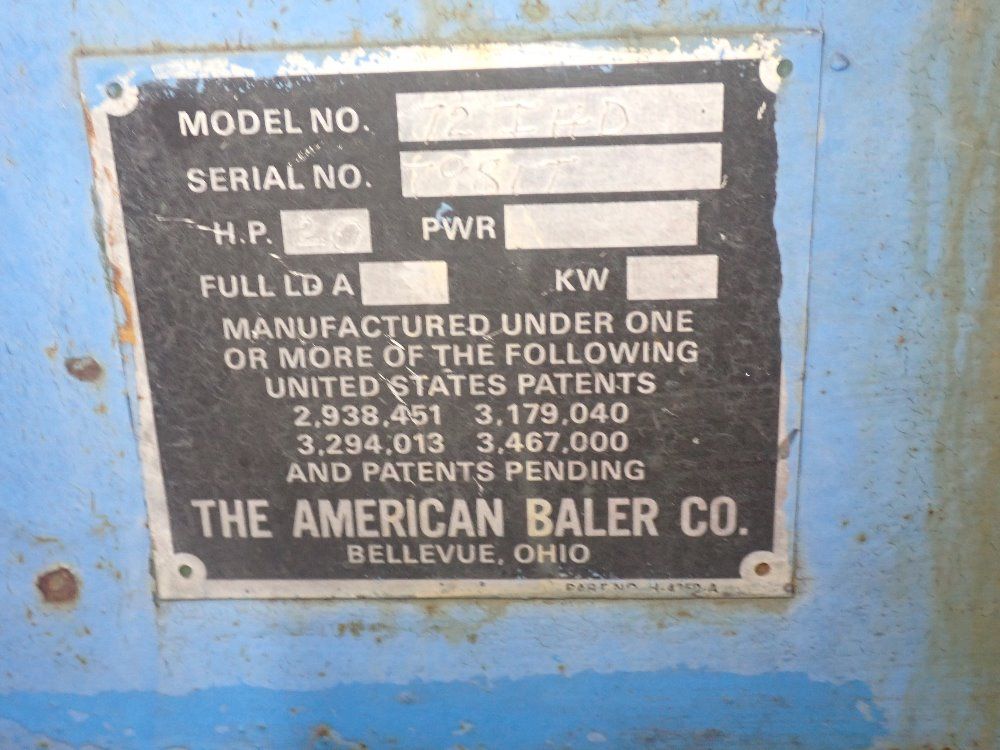 MODEL NO.
SERIAL NO.
H.P. 20 PWR
FULL LD A KW
MANUFACTURED UNDER ONE
OR MORE OF THE FOLLOWING
UNITED STATES PATENTS
2,938,451 3,179,040
3,294,013 3,467,000
AND PATENTS PENDING
THE AMERICAN BALER CO.
BELLEVUE, OHIO
PART NO.